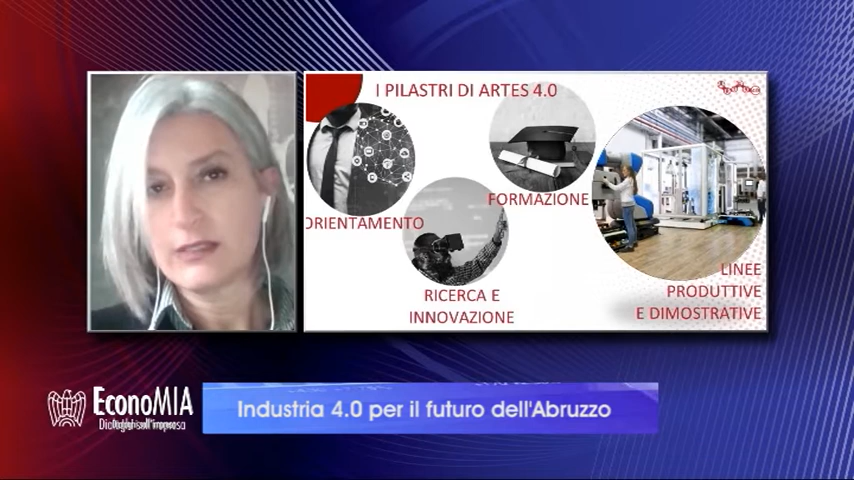 I PILASTRI DI ARTES 4.0
ORIENTAMENTO
FORMAZIONE
RICERCA E
INNOVAZIONE
LINEE
PRODUTTIVE
E DIMOSTRATIVE
EconoMIA
Industria 4.0 per il futuro dell'Abruzzo